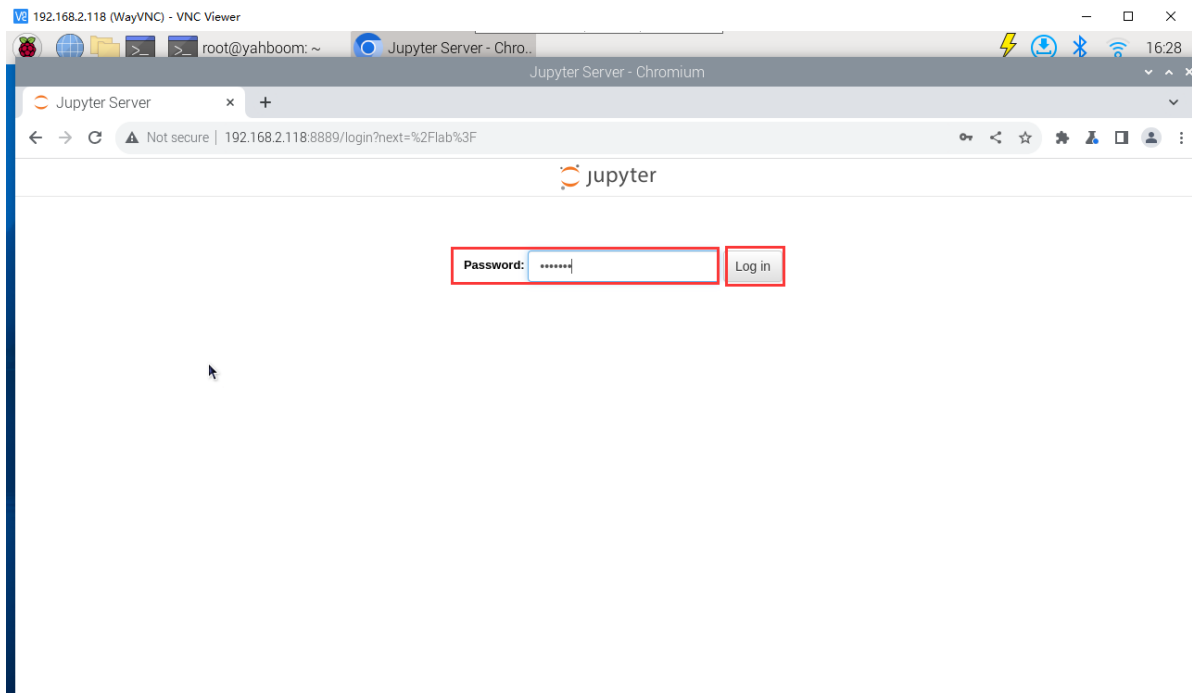 192.168.2.118 (WayVNC) - VNC Viewer
root@yahboom: ~
Jupyter Server - Chro..
16:28
Jupyter Server - Chromium
Jupyter Server
Not secure | 192.168.2.118:8889/login?next=%2Flab%3F
jupyter
Password: •••••••
Log in